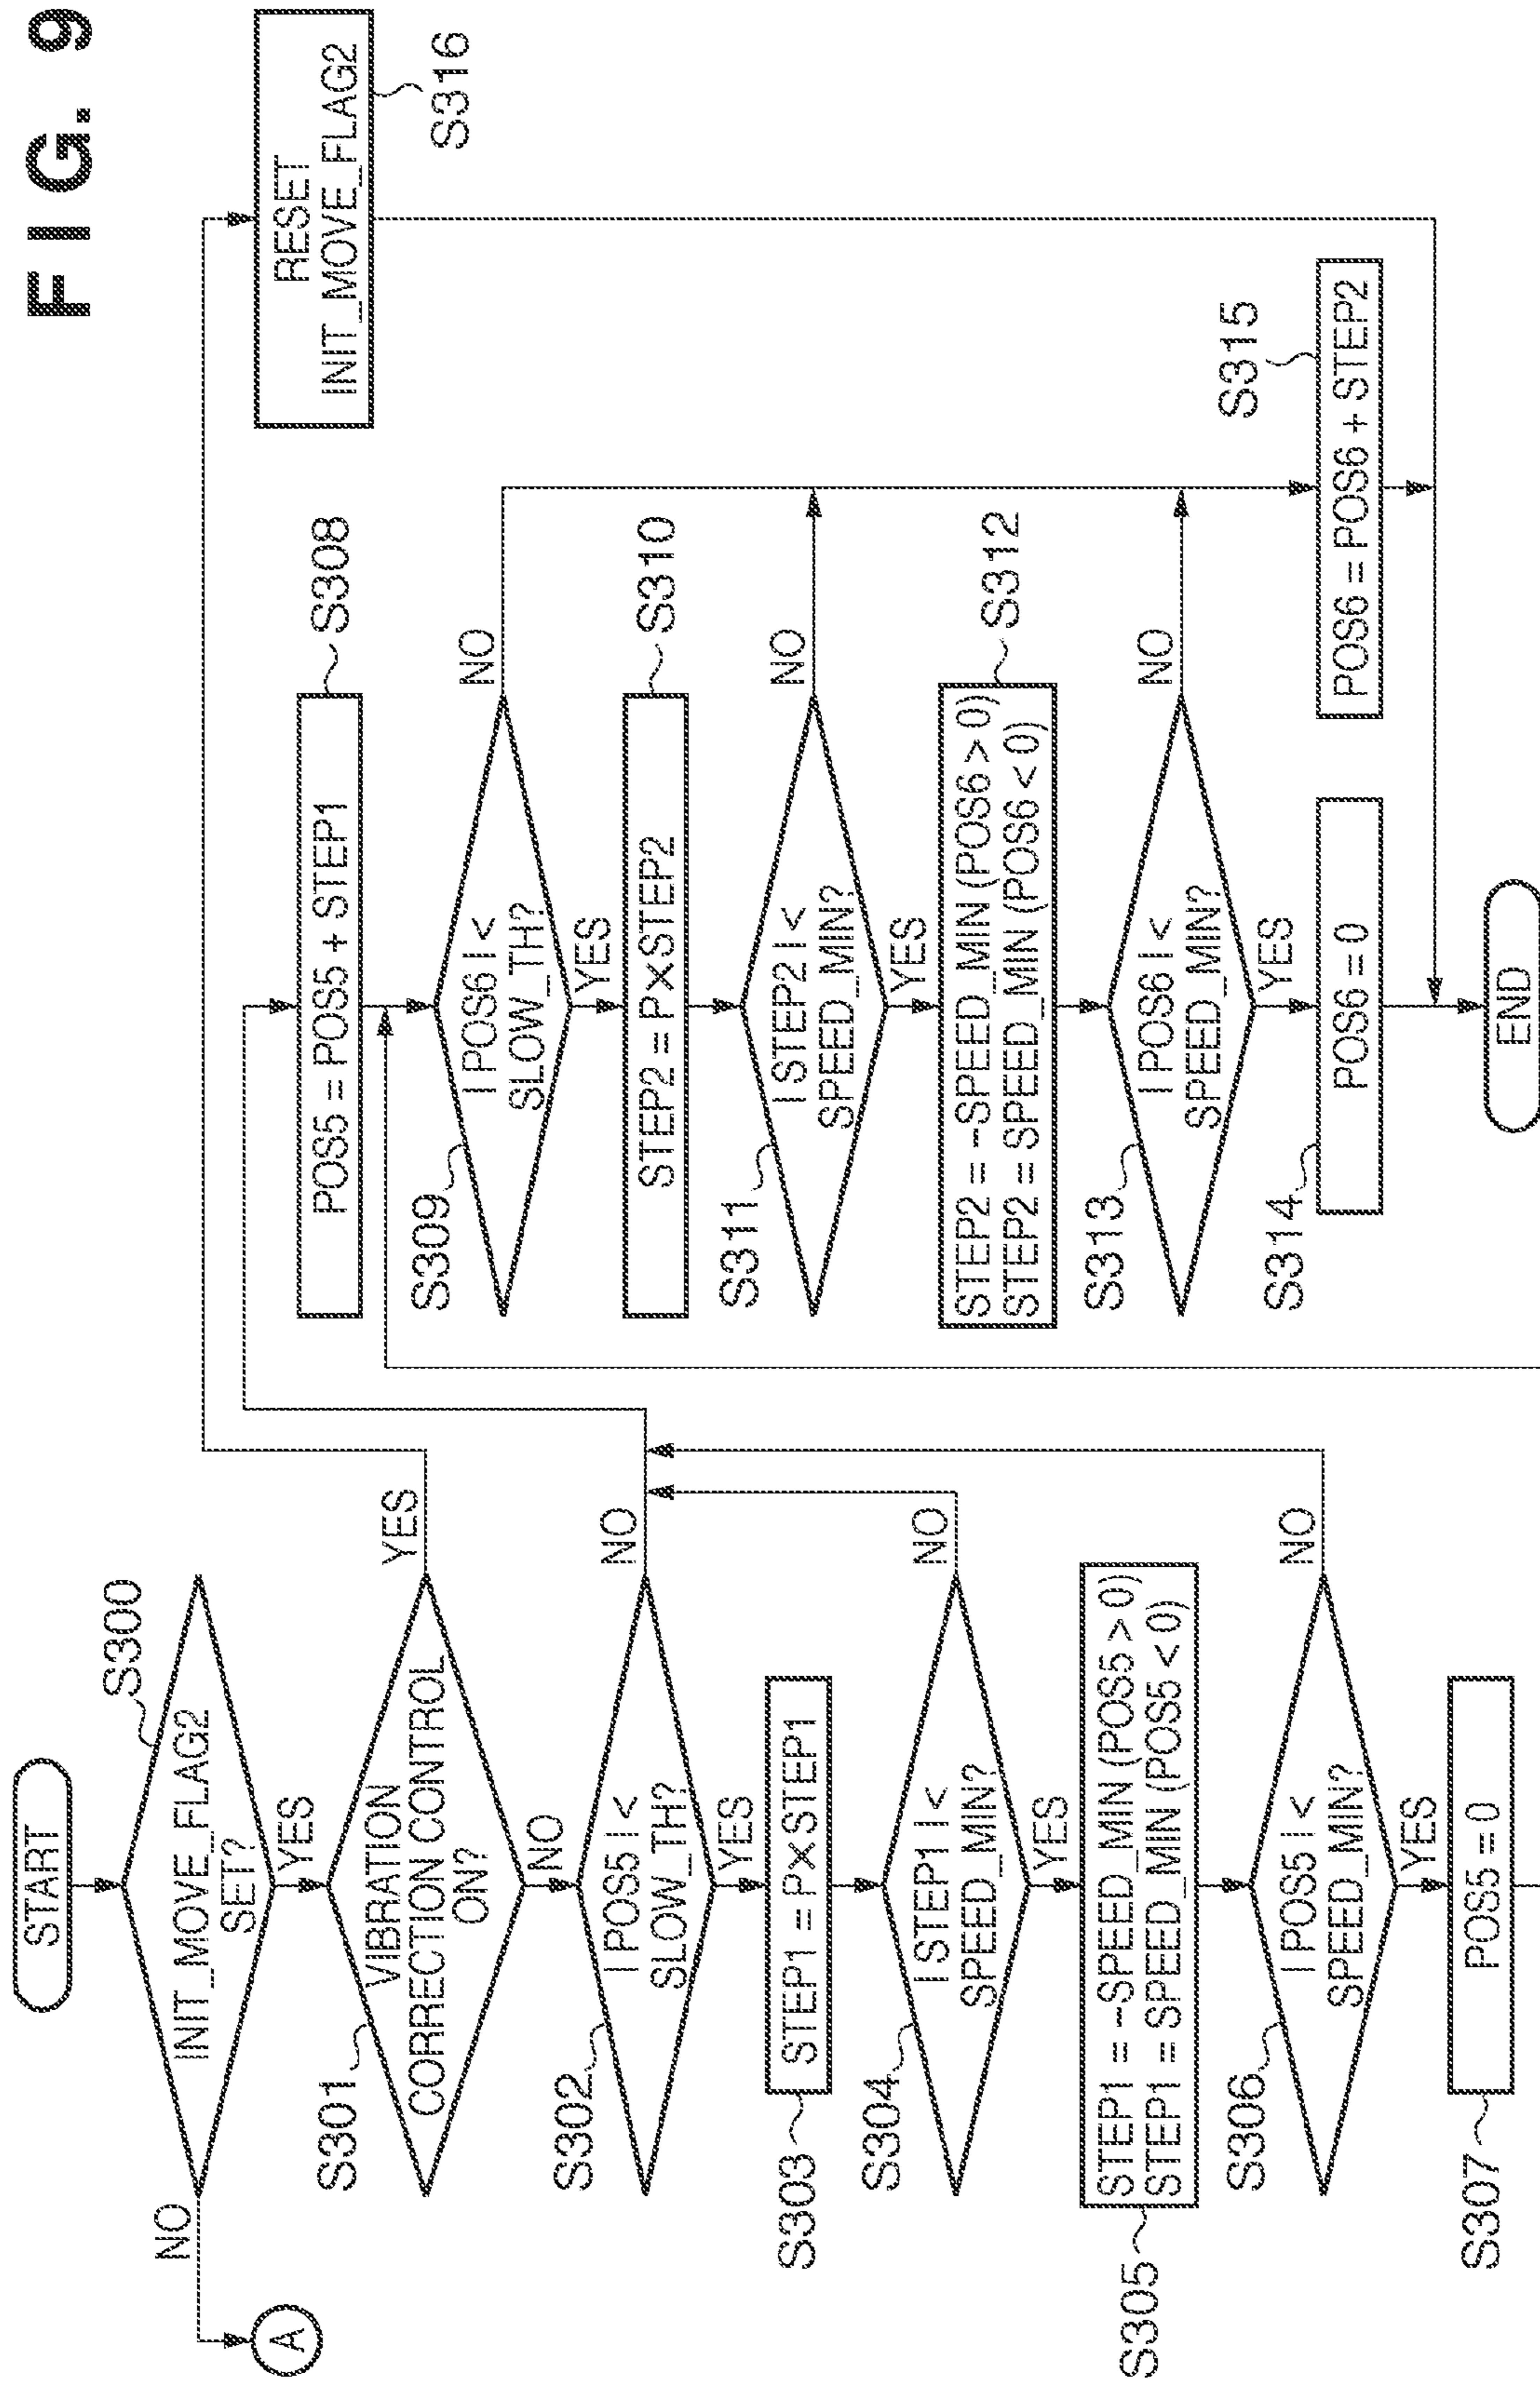 FIG. 9
START
S300
INIT_MOVE_FLAG2
SET?
NO
A
YES
S301
VIBRATION
CORRECTION CONTROL
ON?
YES
NO
S302
| POS5 | <
SLOW_TH?
NO
YES
S303
STEP1 = P×STEP1
S304
| STEP1 | <
SPEED_MIN?
NO
YES
S305
STEP1 = -SPEED_MIN (POS5 > 0)
STEP1 = SPEED_MIN (POS5 < 0)
S306
| POS5 | <
SPEED_MIN?
NO
YES
S307
POS5 = 0
S308
POS5 = POS5 + STEP1
S309
| POS6 | <
SLOW_TH?
NO
YES
S310
STEP2 = P×STEP2
S311
| STEP2 | <
SPEED_MIN?
NO
YES
S312
STEP2 = -SPEED_MIN (POS6 > 0)
STEP2 = SPEED_MIN (POS6 < 0)
S313
| POS6 | <
SPEED_MIN?
NO
YES
S314
POS6 = 0
S315
POS6 = POS6 + STEP2
RESET
INIT_MOVE_FLAG2
S316
END